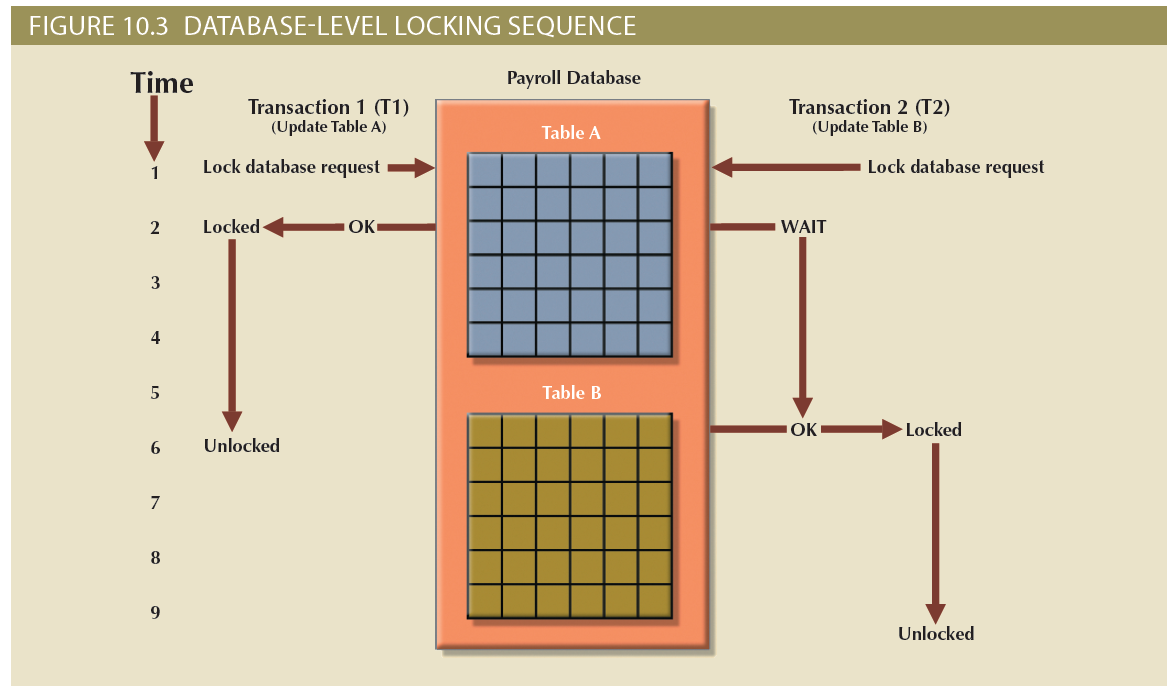 FIGURE 10.3 DATABASE-LEVEL LOCKING SEQUENCE
Time
Payroll Database
Transaction 1 (T1)
(Update Table A)
Transaction 2 (T2)
(Update Table B)
Table A
1
Lock database request
Lock database request
2
Locked
OK
WAIT
3
4
5
Table B
OK
Locked
6
Unlocked
7
8
9
Unlocked